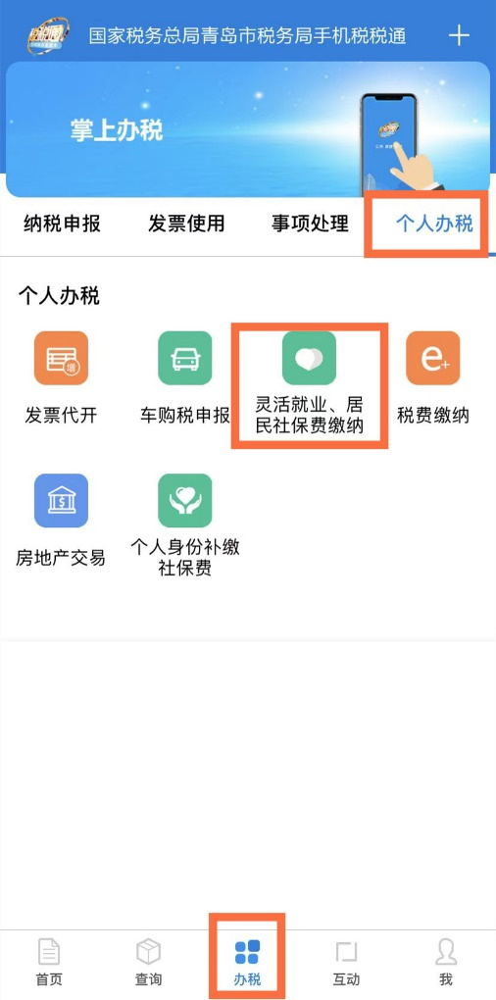 国家税务总局青岛市税务局手机税税通
掌上办税
纳税申报 发票使用 事项处理 个人办税
个人办税
增
e+
发票代开
车购税申报
灵活就业、居
民社保费缴纳
税费缴纳
$
房地产交易
个人身份补缴
社保费
首页 查询 办税 互动 我